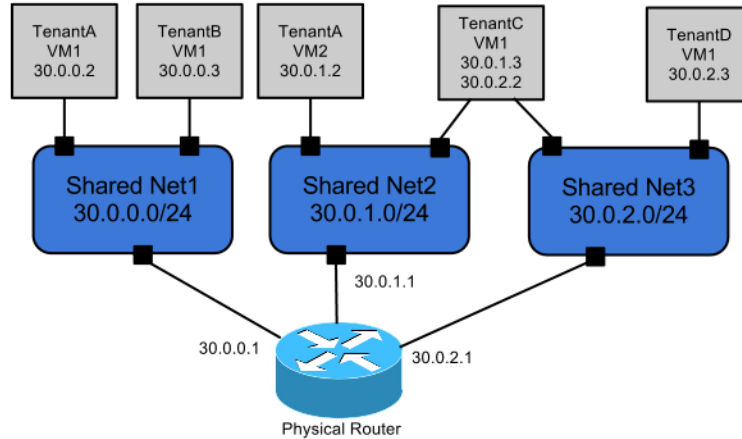 TenantA
VM1
30.0.0.2
TenantB
VM1
30.0.0.3
TenantA
VM2
30.0.1.2
TenantC
VM1
30.0.1.3
30.0.2.2
TenantD
VM1
30.0.2.3
Shared Net1
30.0.0.0/24
Shared Net2
30.0.1.0/24
Shared Net3
30.0.2.0/24
30.0.1.1
30.0.0.1
30.0.2.1
Physical Router